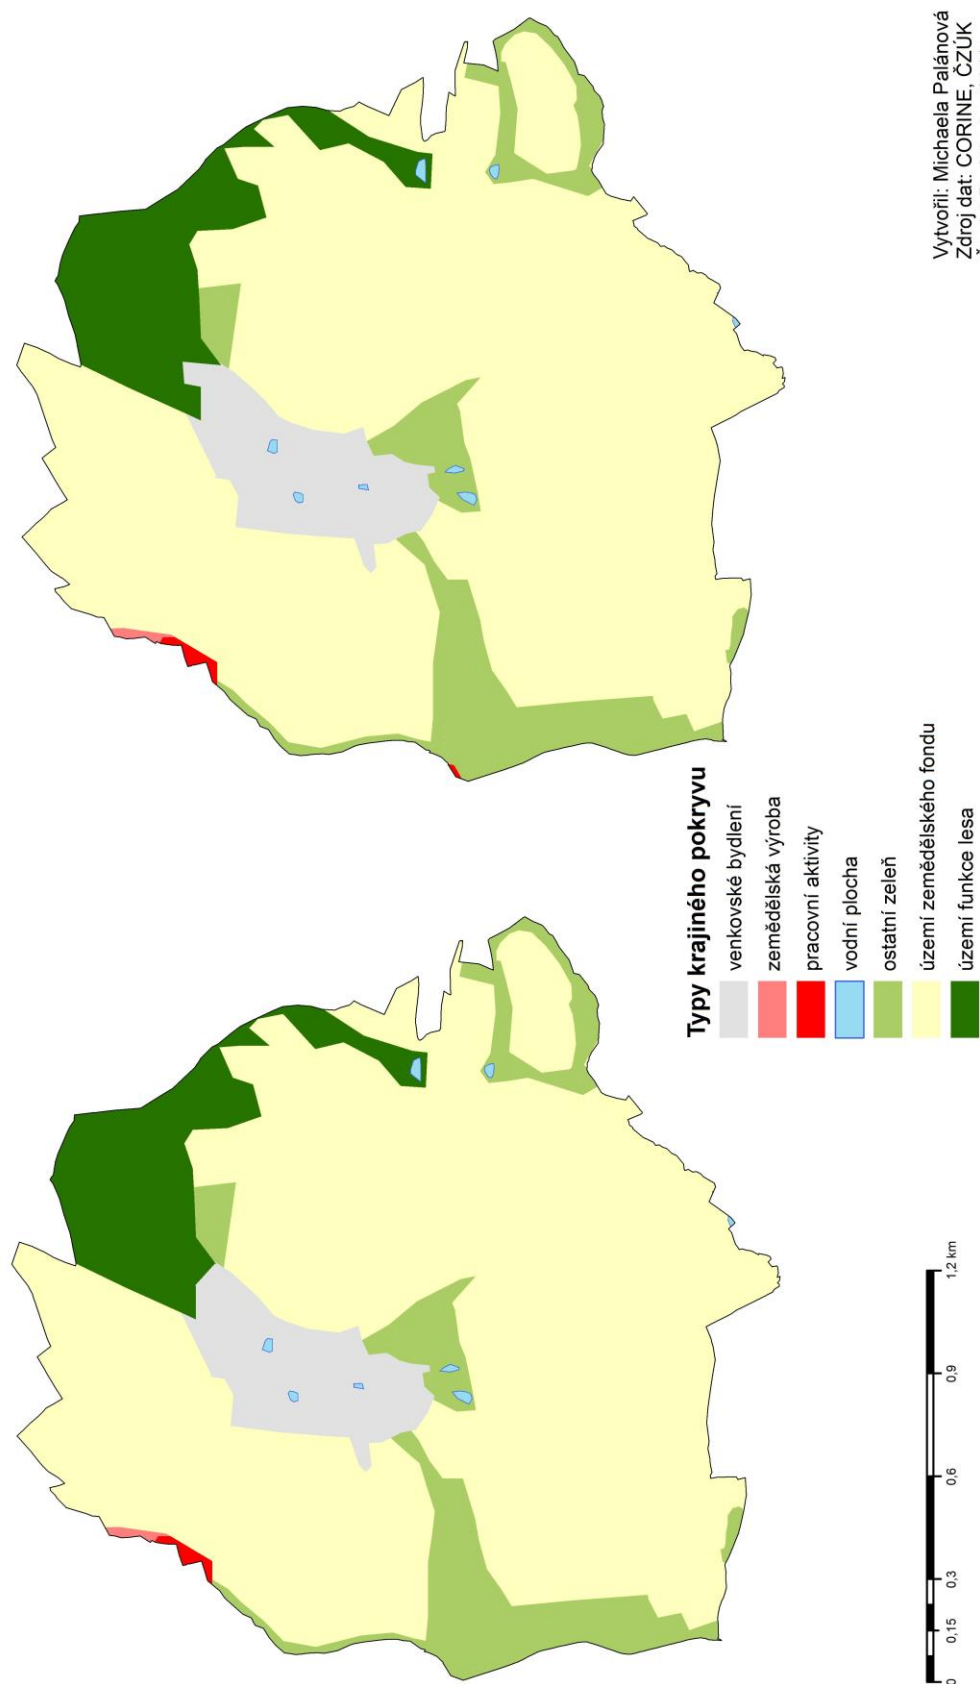 Typy krajiného pokryvu
venkovské bydlení
zemědělská výroba
pracovní aktivity
vodní plocha
ostatní zeleň
území zemědělského fondu
území funkce lesa
0 0,15 0,3 0,6 0,9 1,2 km
Vytvořil: Michaela Palánová
Zdroj dat: CORINE, ČZÚK